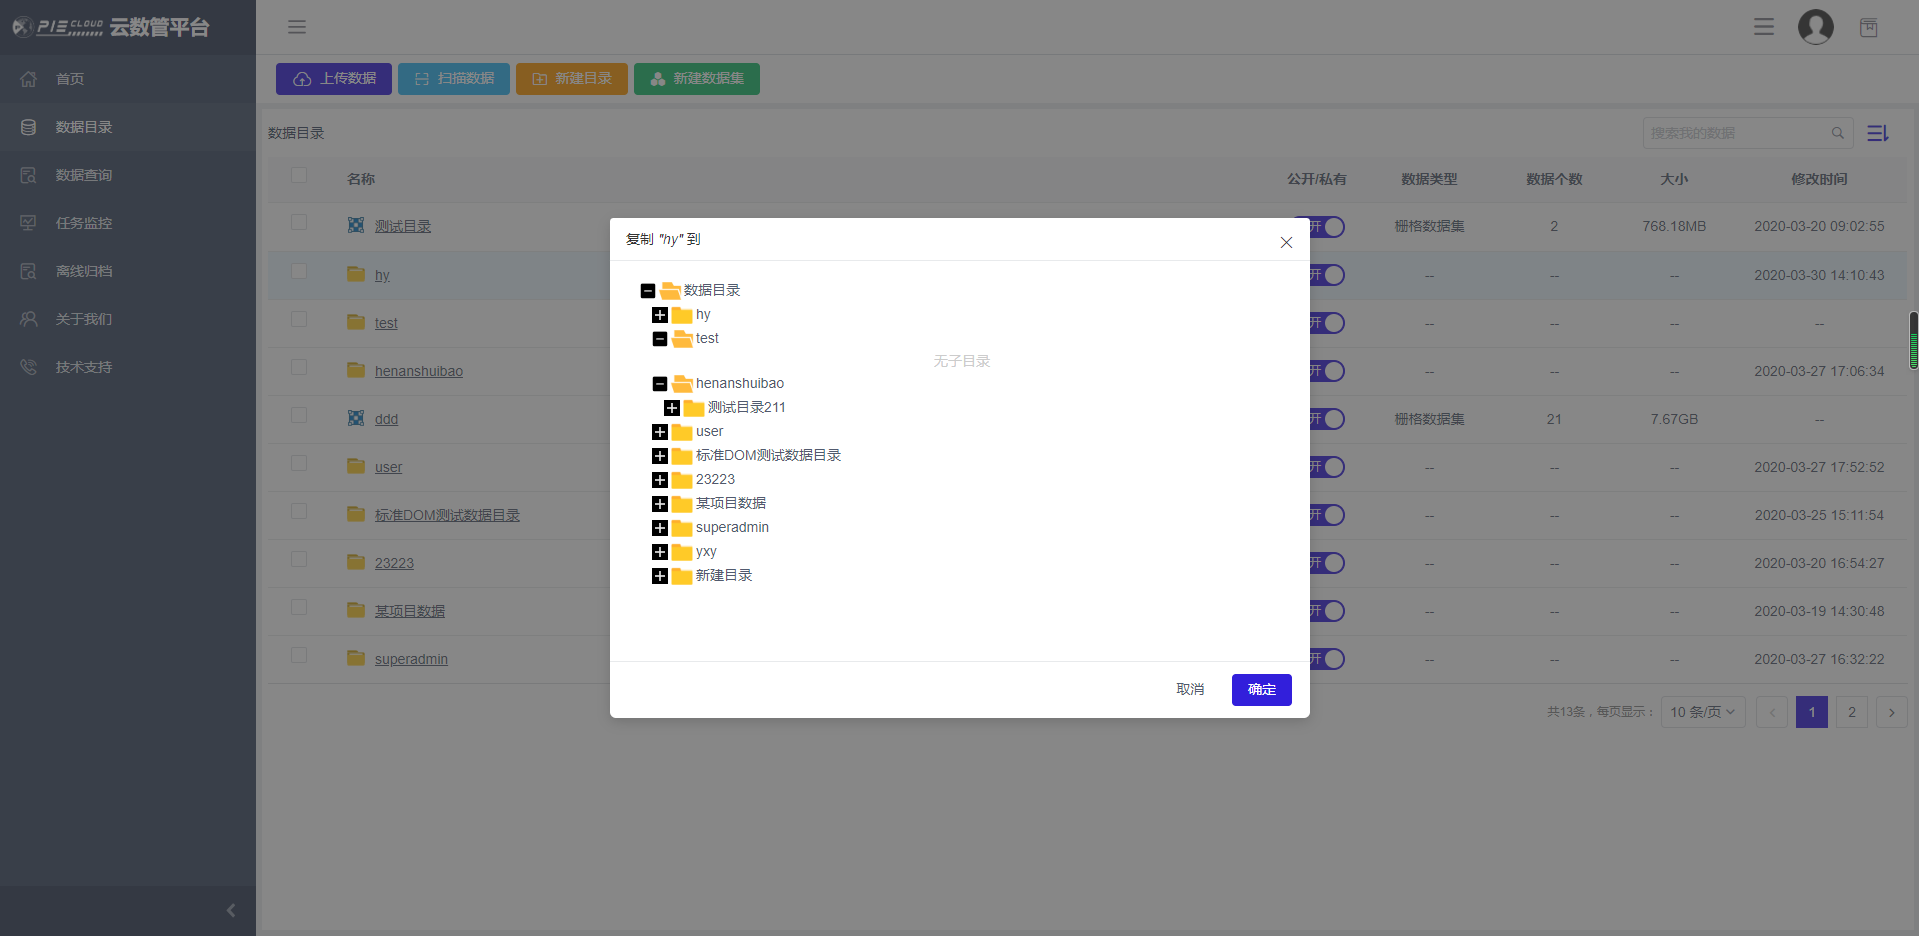 PIE CLOUD 云数管平台
首页
数据目录
数据查询
任务监控
离线归档
关于我们
技术支持
上传数据 扫描数据 新建目录 新建数据集
数据目录 搜索我的数据
名称 公开/私有 数据类型 数据个数 大小 修改时间
测试目录 开 栅格数据集 2 768.18MB 2020-03-20 09:02:55
hy 开 -- -- -- 2020-03-30 14:10:43
test 开 -- -- -- --
henanshuibao 开 -- -- -- 2020-03-27 17:06:34
ddd 开 栅格数据集 21 7.67GB --
user 开 -- -- -- 2020-03-27 17:52:52
标准DOM测试数据目录 开 -- -- -- 2020-03-25 15:11:54
23223 开 -- -- -- 2020-03-20 16:54:27
某项目数据 开 -- -- -- 2020-03-19 14:30:48
superadmin 开 -- -- -- 2020-03-27 16:32:22
共13条，每页显示： 10 条/页 1 2
复制 "hy" 到
数据目录
hy
test
无子目录
henanshuibao
测试目录211
user
标准DOM测试数据目录
23223
某项目数据
superadmin
yxy
新建目录
取消 确定